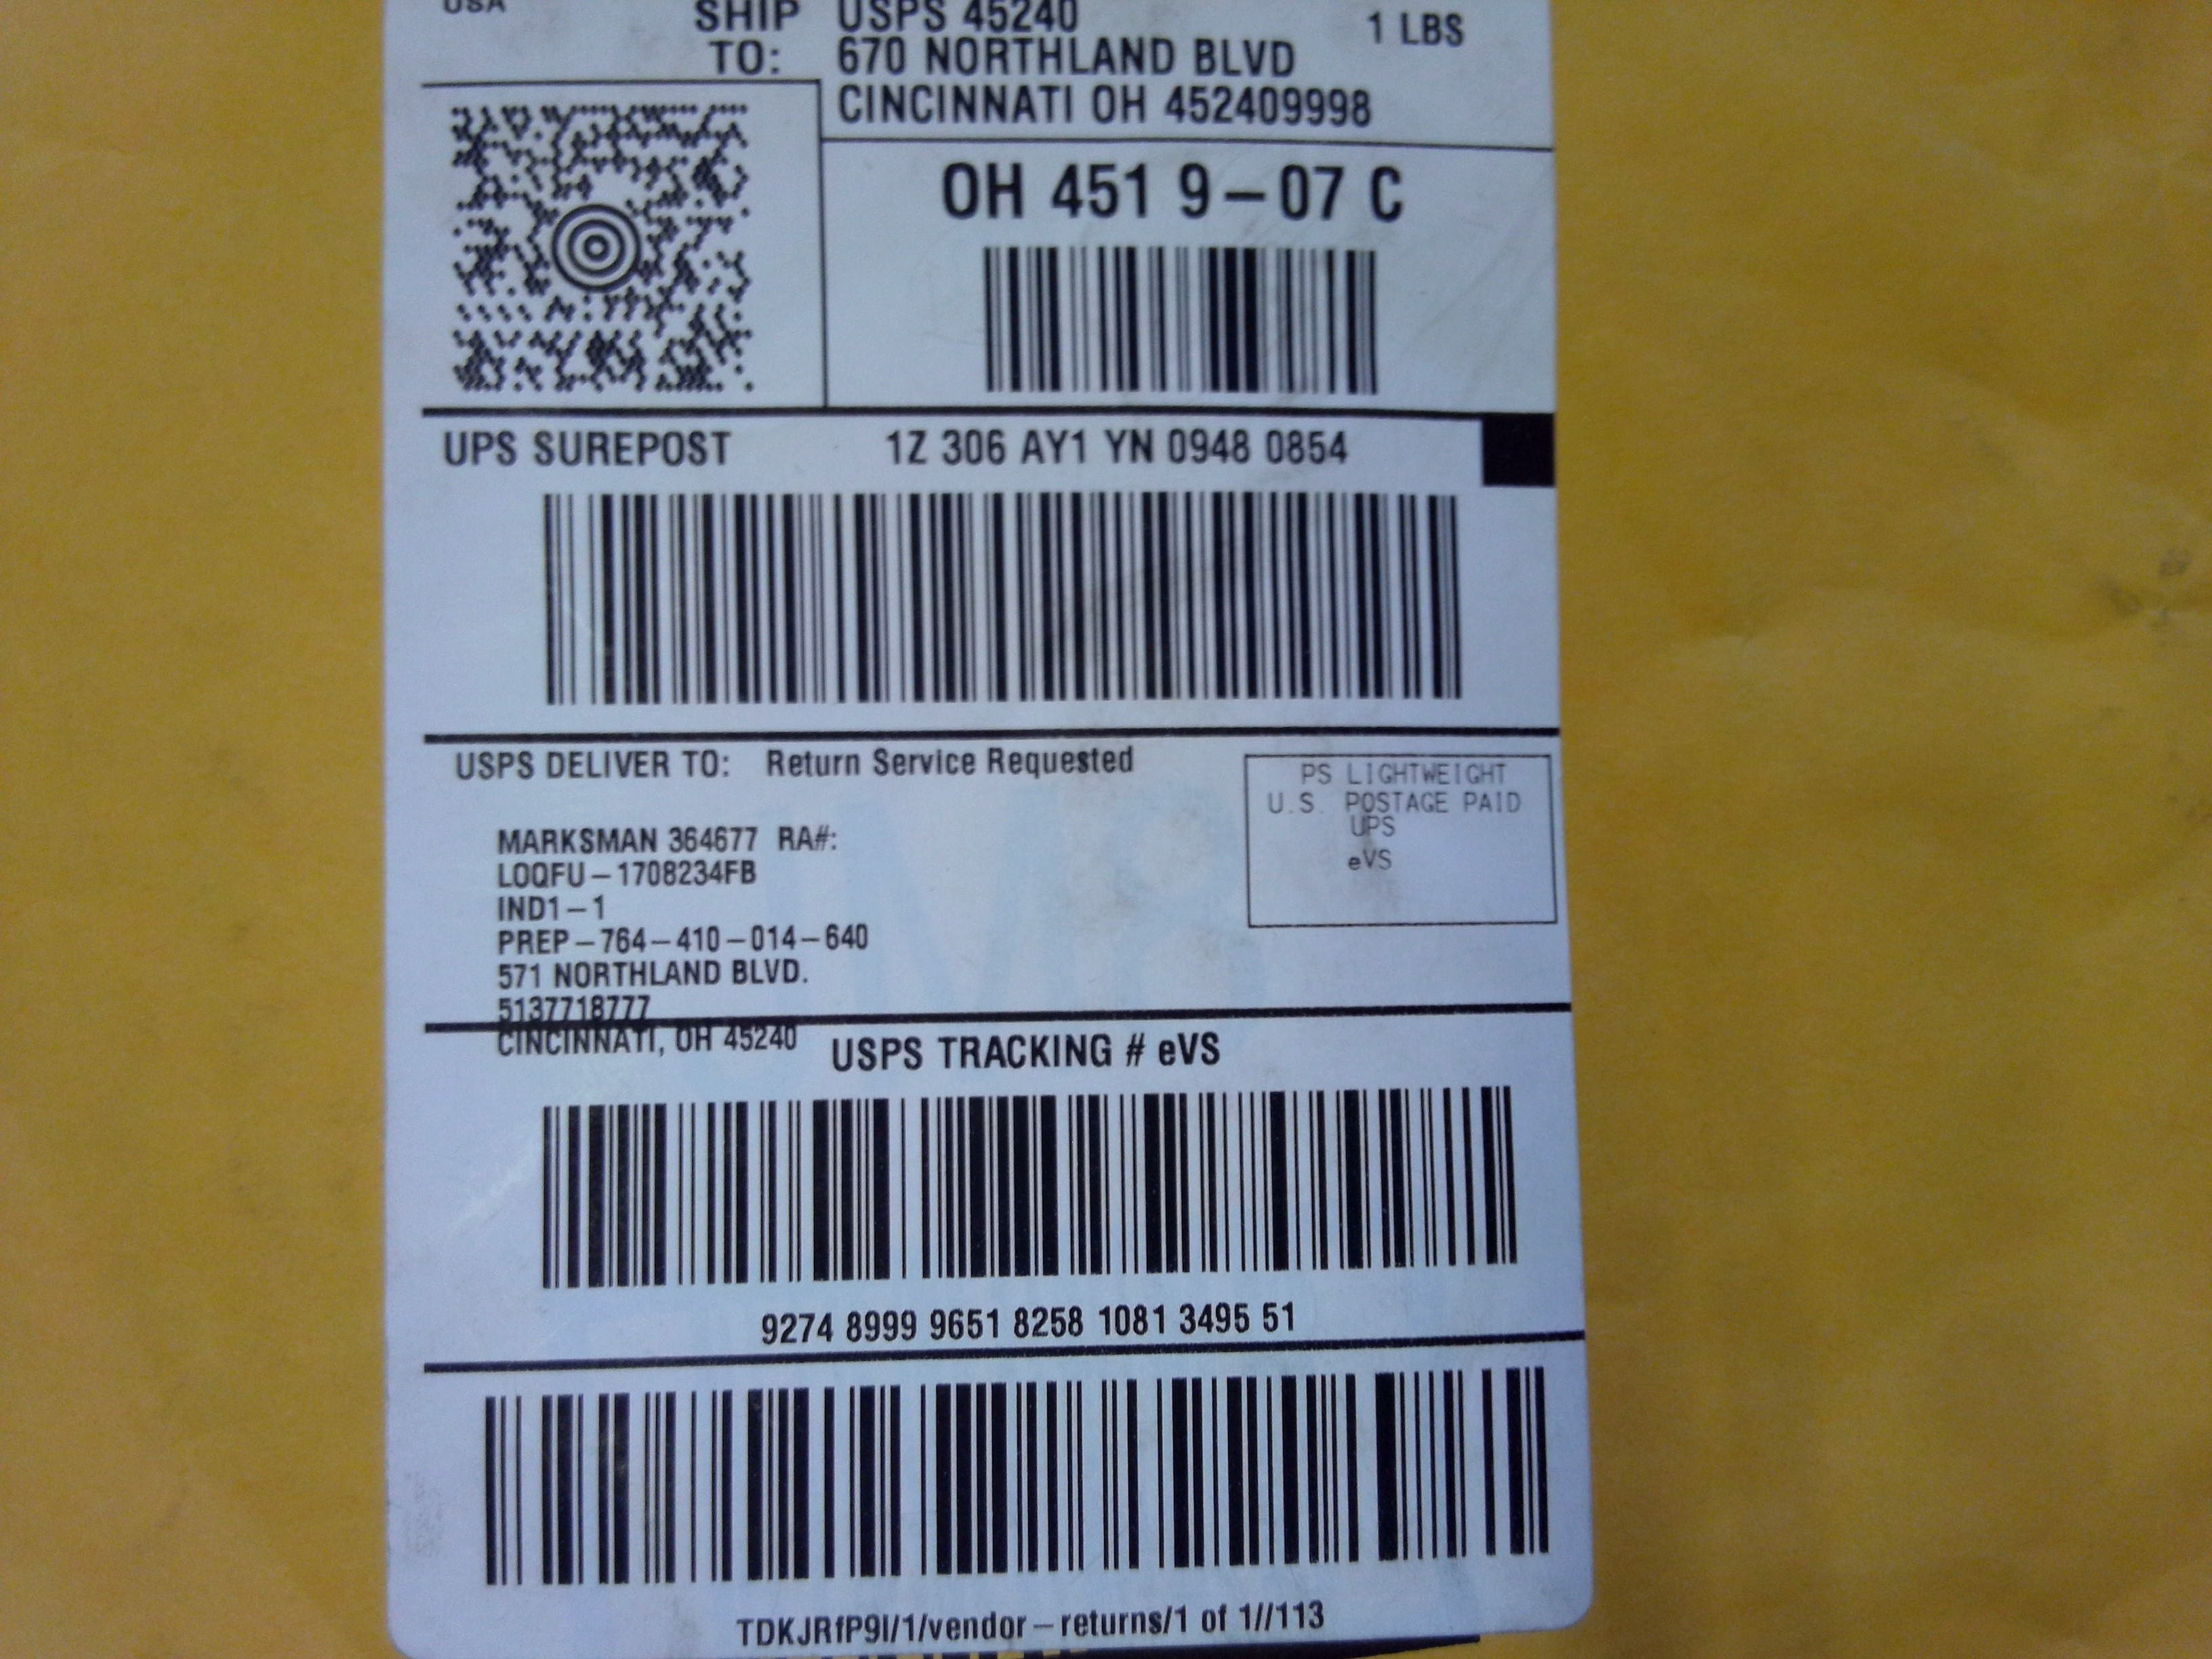 USA
SHIP TO: USPS 45240
670 NORTHLAND BLVD
CINCINNATI OH 452409998
1 LBS
OH 451 9-07 C
UPS SUREPOST 1Z 306 AY1 YN 0948 0854
USPS DELIVER TO: Return Service Requested
PS LIGHTWEIGHT
U.S. POSTAGE PAID
UPS
eVS
MARKSMAN 364677 RA#:
LOQFU-1708234FB
IND1-1
PREP-764-410-014-640
571 NORTHLAND BLVD.
5137718777
CINCINNATI, OH 45240
USPS TRACKING # eVS
9274 8999 9651 8258 1081 3495 51
TDKJRfP9I/1/vendor-returns/1 of 1//113